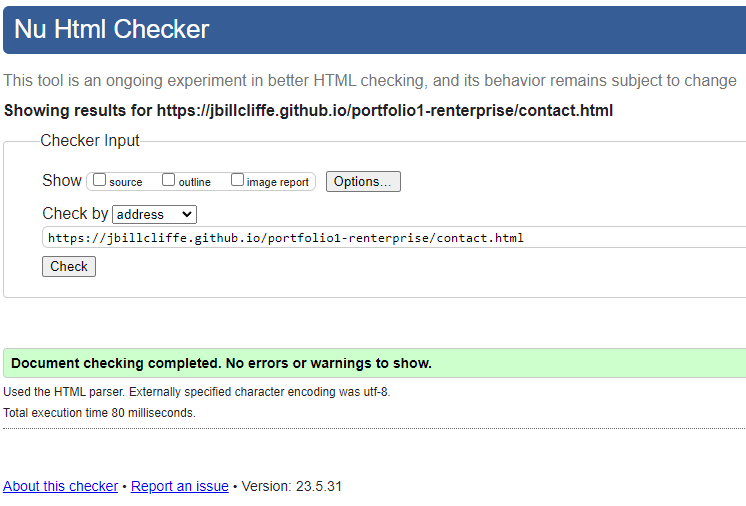 Nu Html Checker
This tool is an ongoing experiment in better HTML checking, and its behavior remains subject to change
Showing results for https://jbillcliffe.github.io/portfolio1-renterprise/contact.html
Checker Input
Show source outline image report Options...
Check by address
https://jbillcliffe.github.io/portfolio1-renterprise/contact.html
Check
Document checking completed. No errors or warnings to show.
Used the HTML parser. Externally specified character encoding was utf-8.
Total execution time 80 milliseconds.
About this checker • Report an issue • Version: 23.5.31